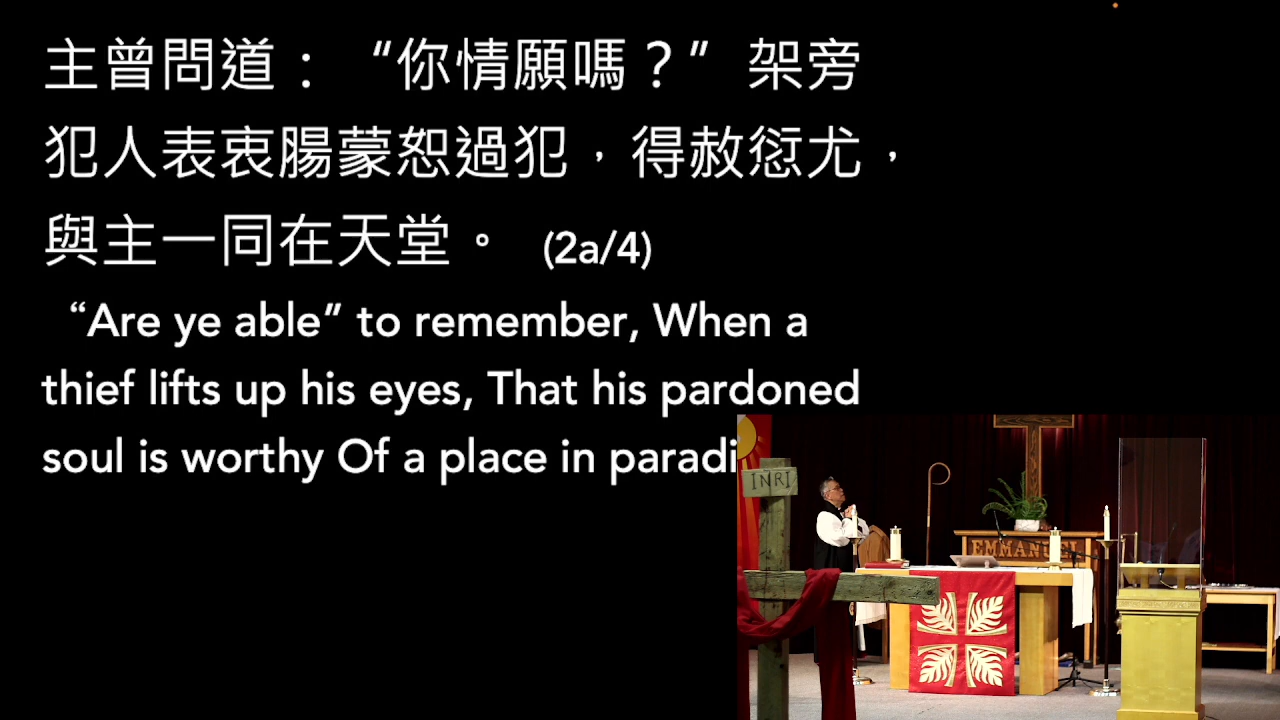 主曾問道：“你情願嗎？”架旁
犯人表衷腸蒙恕過犯，得赦愆尤，
與主一同在天堂。 (2a/4)
“Are ye able” to remember, When a
thief lifts up his eyes, That his pardoned
soul is worthy Of a place in paradi
INRI
EMMANUEL